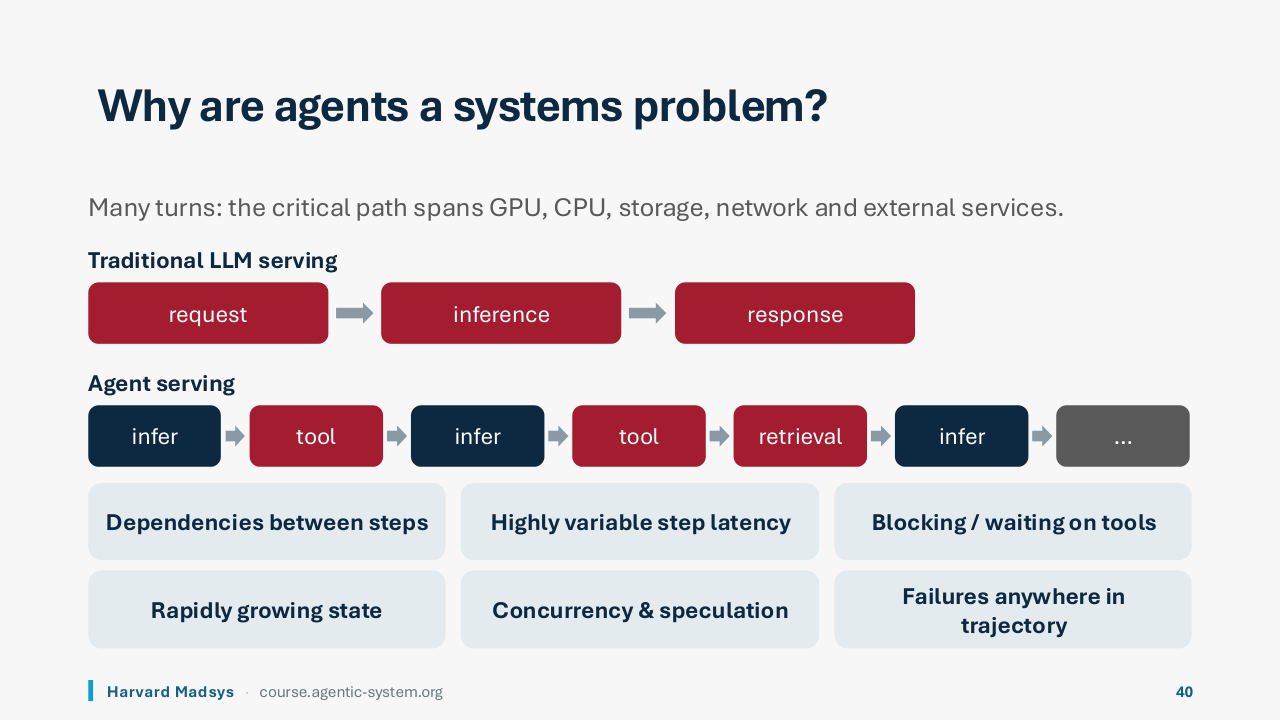 Why are agents a systems problem?
Many turns: the critical path spans GPU, CPU, storage, network and external services.
Traditional LLM serving
request
inference
response
Agent serving
infer
tool
infer
tool
retrieval
infer
...
Dependencies between steps
Highly variable step latency
Blocking / waiting on tools
Rapidly growing state
Concurrency & speculation
Failures anywhere in
trajectory
Harvard Madsys · course.agentic-system.org
40